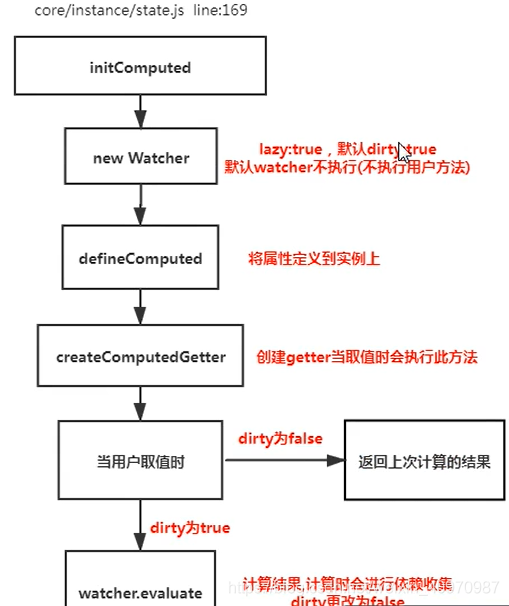 core/instance/state.js line:169
initComputed
new Watcher
lazy:true，默认dirty:true
默认watcher不执行(不执行用户方法)
defineComputed
将属性定义到实例上
createComputedGetter
创建getter当取值时会执行此方法
当用户取值时
dirty为false
返回上次计算的结果
dirty为true
watcher.evaluate
计算结果,计算时会进行依赖收集
dirty更改为false